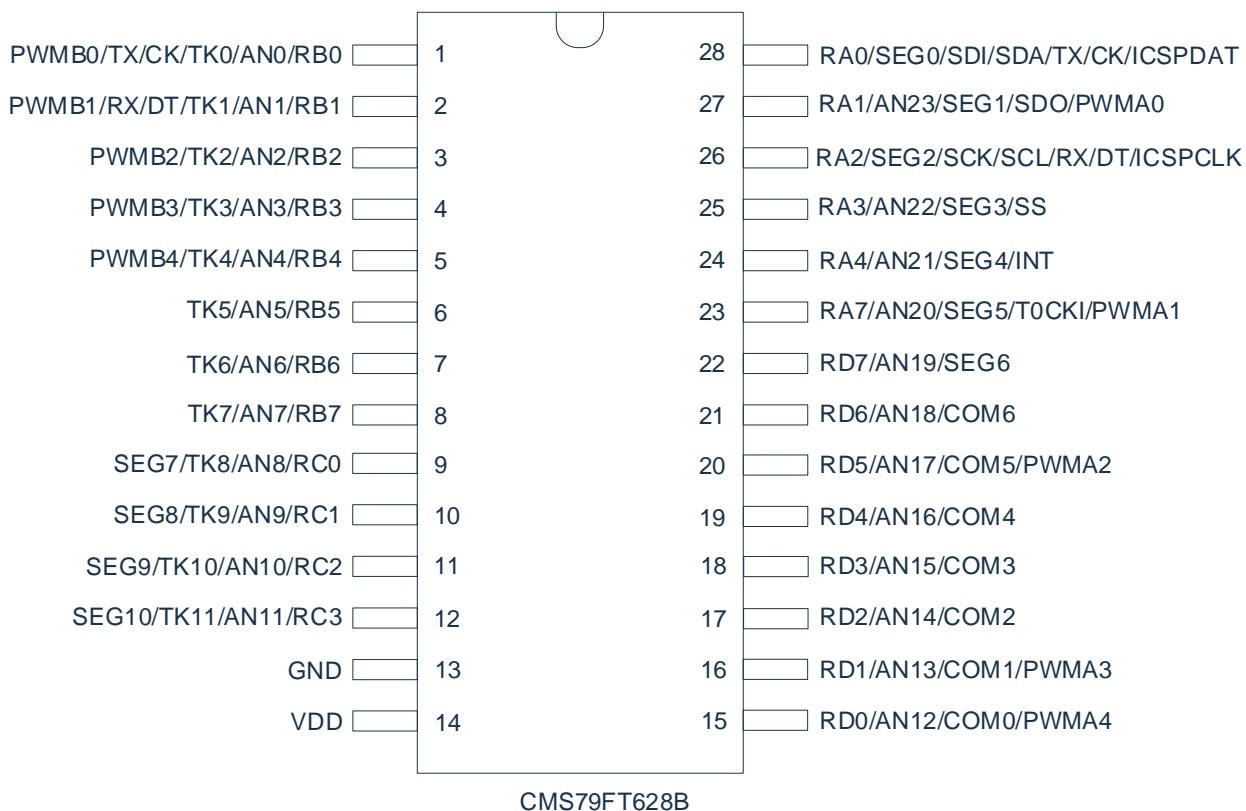 PWMB0/TX/CK/TK0/AN0/RB0 1 28 RA0/SEG0/SDI/SDA/TX/CK/ICSPDAT
PWMB1/RX/DT/TK1/AN1/RB1 2 27 RA1/AN23/SEG1/SDO/PWMA0
PWMB2/TK2/AN2/RB2 3 26 RA2/SEG2/SCK/SCL/RX/DT/ICSPCLK
PWMB3/TK3/AN3/RB3 4 25 RA3/AN22/SEG3/SS
PWMB4/TK4/AN4/RB4 5 24 RA4/AN21/SEG4/INT
TK5/AN5/RB5 6 23 RA7/AN20/SEG5/T0CKI/PWMA1
TK6/AN6/RB6 7 22 RD7/AN19/SEG6
TK7/AN7/RB7 8 21 RD6/AN18/COM6
SEG7/TK8/AN8/RC0 9 20 RD5/AN17/COM5/PWMA2
SEG8/TK9/AN9/RC1 10 19 RD4/AN16/COM4
SEG9/TK10/AN10/RC2 11 18 RD3/AN15/COM3
SEG10/TK11/AN11/RC3 12 17 RD2/AN14/COM2
GND 13 16 RD1/AN13/COM1/PWMA3
VDD 14 15 RD0/AN12/COM0/PWMA4
CMS79FT628B